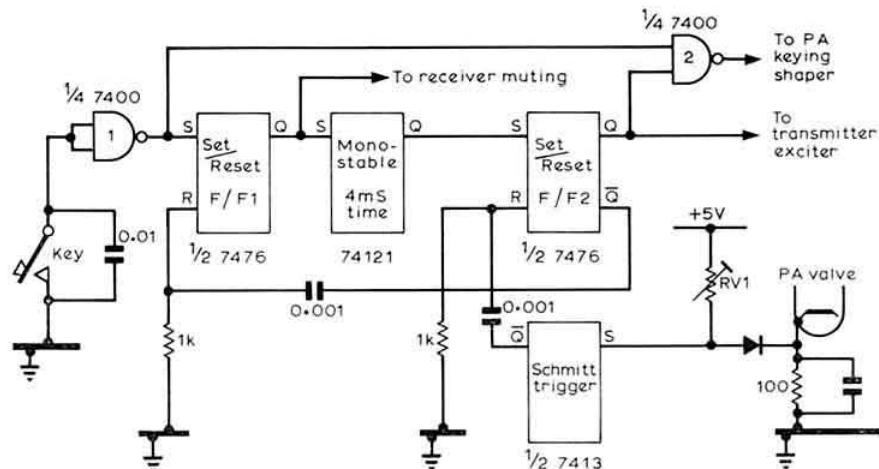 1/4 7400
To PA
keying
shaper
2
To receiver muting
1/4 7400
1
S
Set/Reset
F/F1
Q
R
1/2 7476
S
Mono-
stable
4mS
time
Q
74121
S
Set/Reset
F/F2
Q
R
Q̅
1/2 7476
To
transmitter
exciter
Key
0.01
+5V
RV1
PA valve
0.001
0.001
1k
1k
Q̅
S
Schmitt
trigger
1/2 7413
100